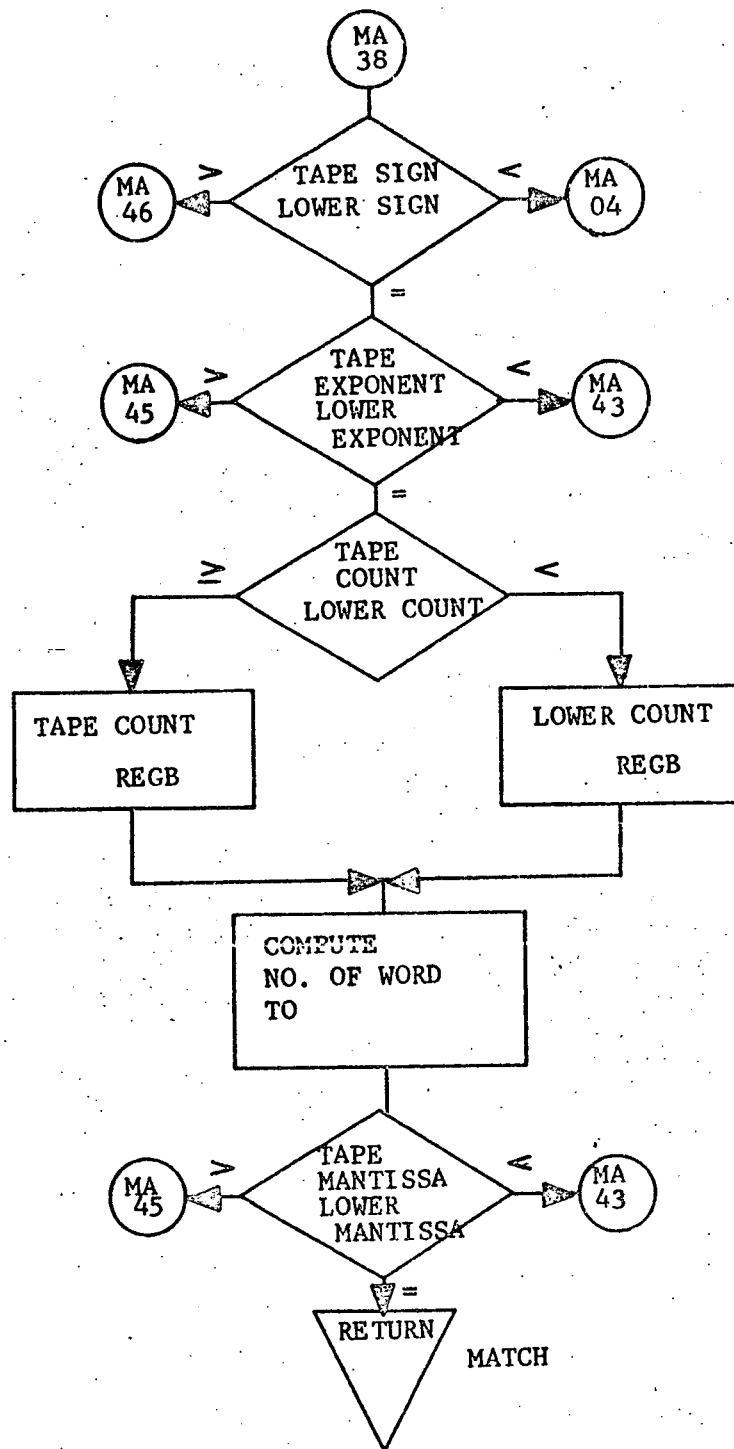 MA
38
>
TAPE SIGN
LOWER SIGN
<
MA
46
MA
04
=
>
TAPE
EXPONENT
LOWER
EXPONENT
<
MA
45
MA
43
=
≥
TAPE
COUNT
LOWER COUNT
<
TAPE COUNT
REGB
LOWER COUNT
REGB
COMPUTE
NO. OF WORD
TO
>
TAPE
MANTISSA
LOWER
MANTISSA
<
MA
45
MA
43
=
RETURN
MATCH